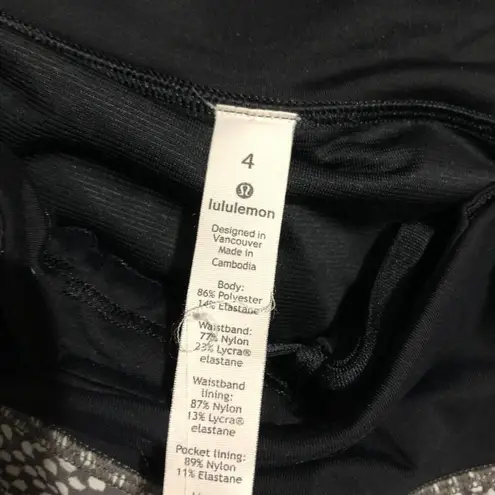 4
lululemon
Designed in
Vancouver
Made in
Cambodia
Body:
86% Polyester
14% Elastane
Waistband:
77% Nylon
23% Lycra®
elastane
Waistband
lining:
87% Nylon
13% Lycra®
elastane
Pocket lining:
89% Nylon
11% Elastane